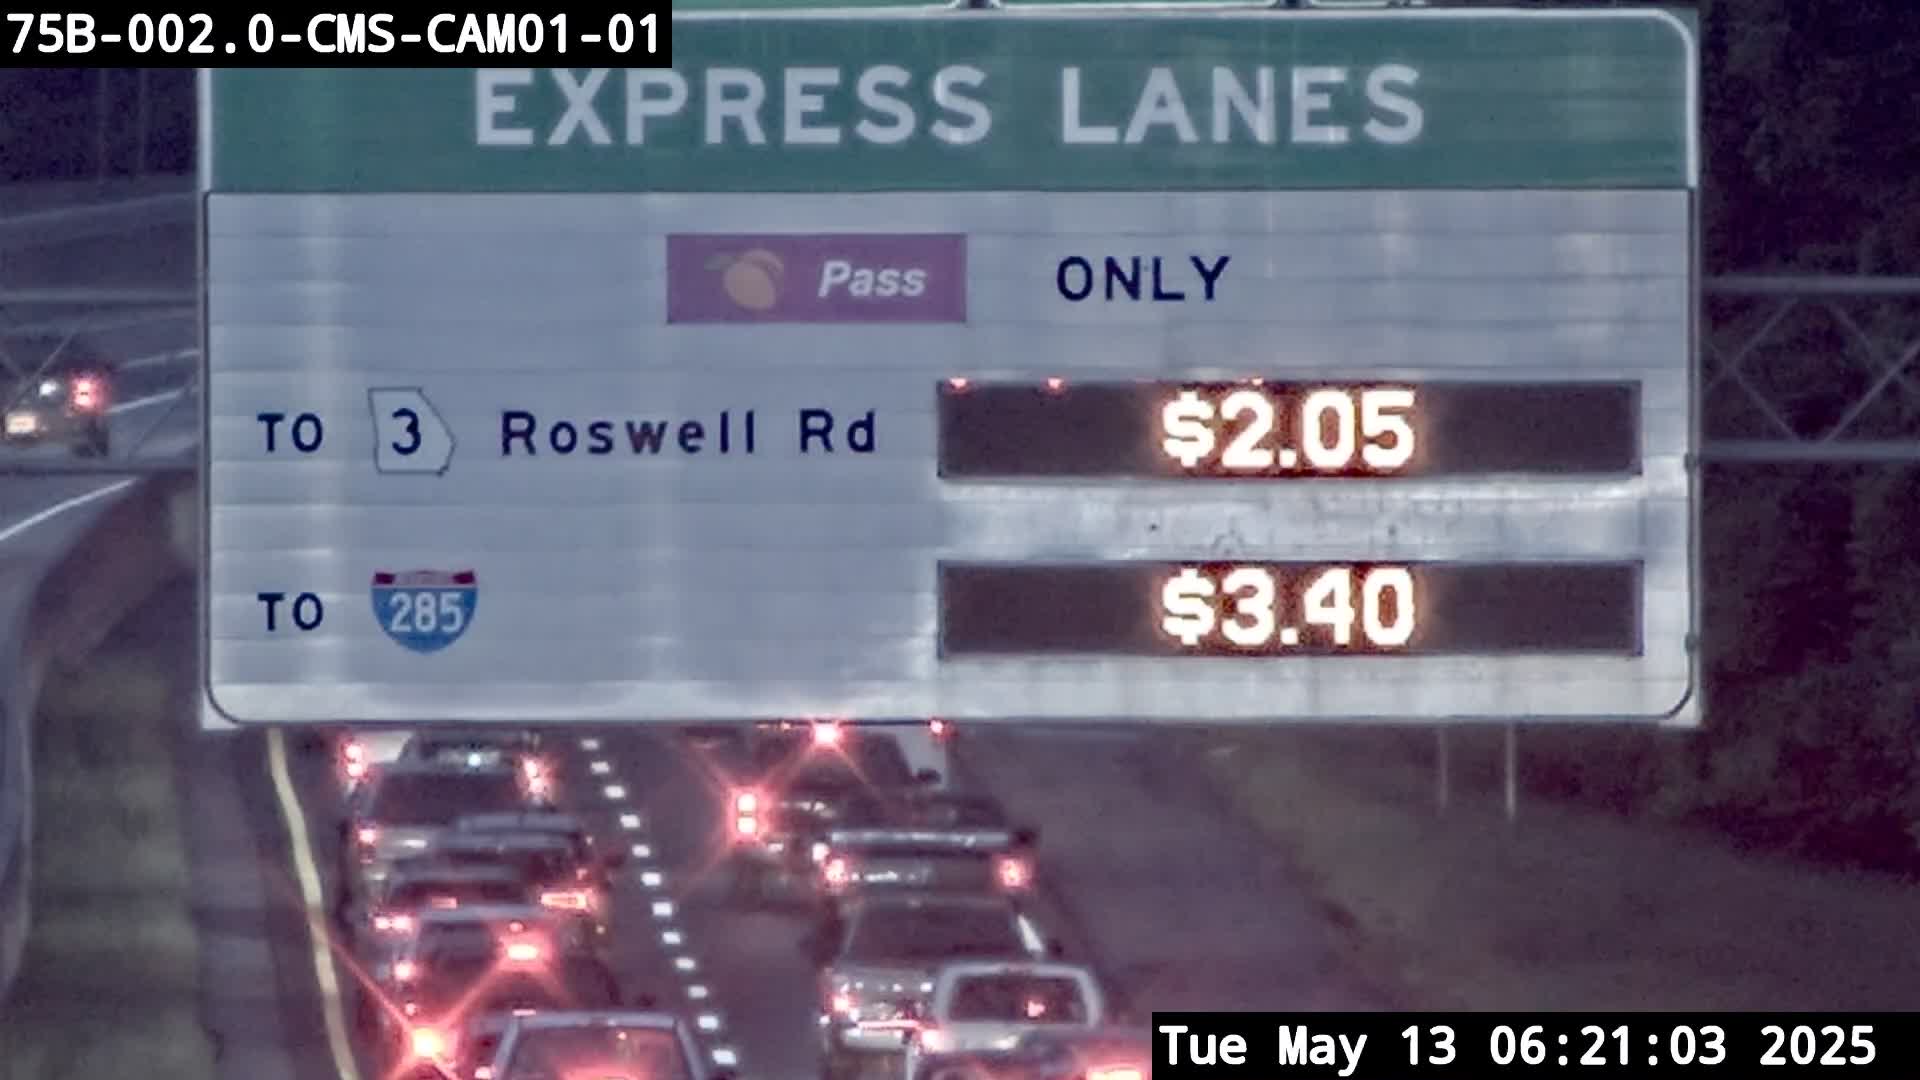 75B-002.0-CMS-CAM01-01
EXPRESS LANES
Pass ONLY
TO 3 Roswell Rd $2.05
TO 285 $3.40
Tue May 13 06:21:03 2025